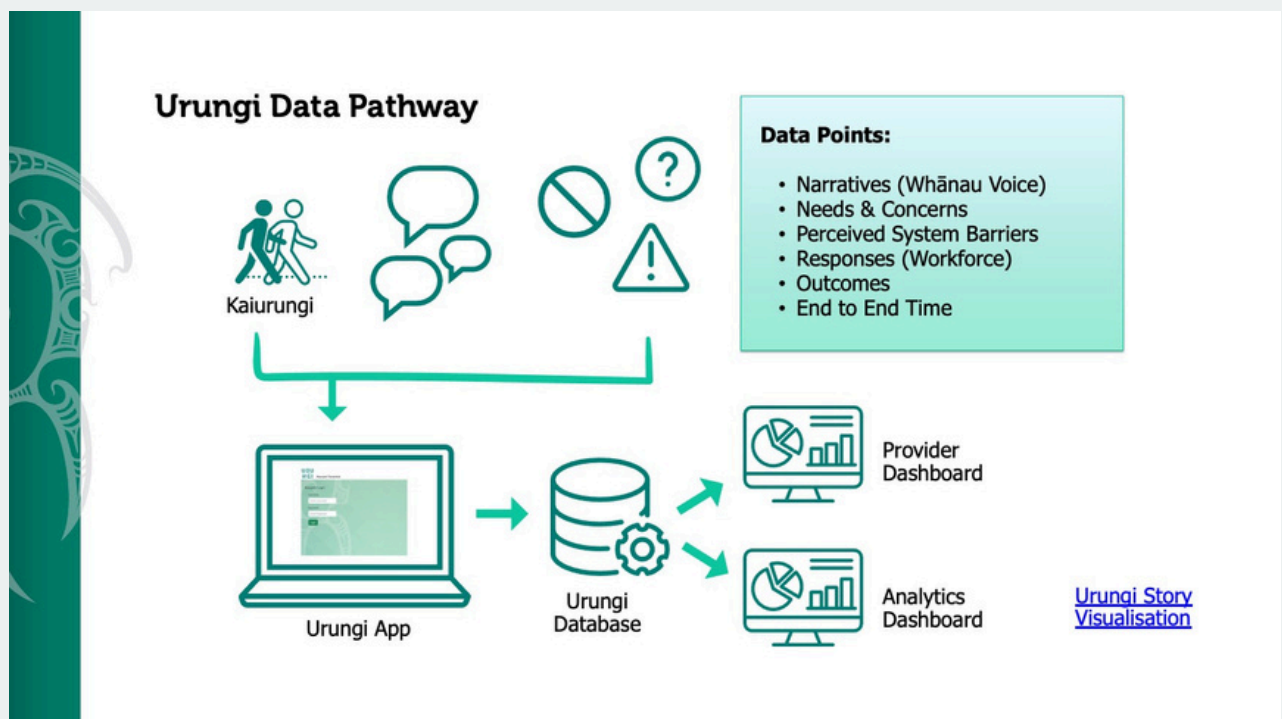 Urungi Data Pathway
Data Points:
• Narratives (Whānau Voice)
• Needs & Concerns
• Perceived System Barriers
• Responses (Workforce)
• Outcomes
• End to End Time
?
!
Kaiurungi
Urungi App
Urungi
Database
Provider
Dashboard
Analytics
Dashboard
Urungi Story
Visualisation